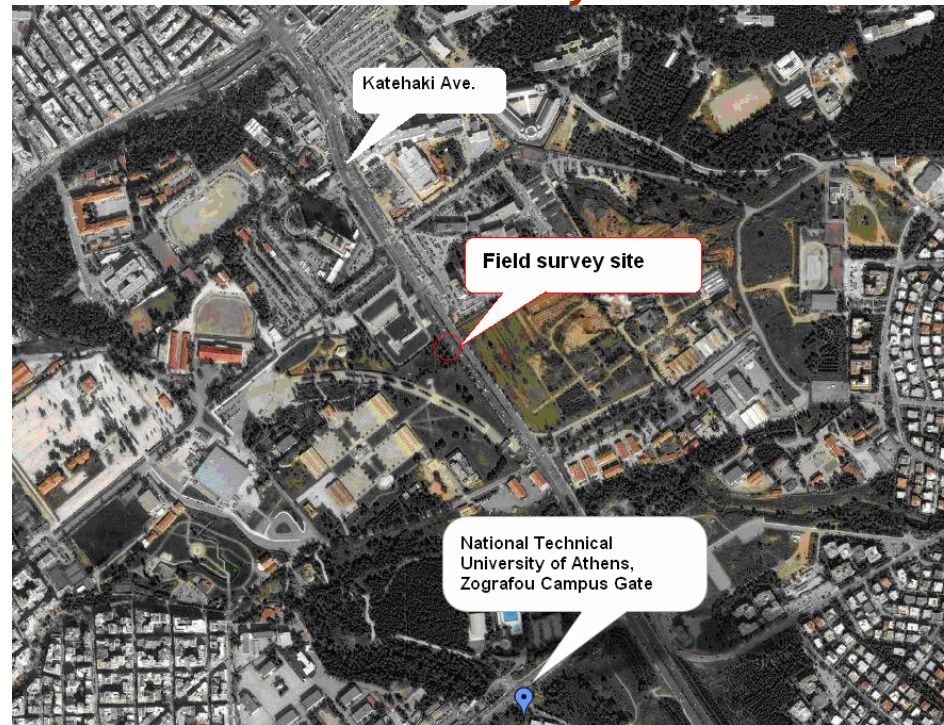 Katehaki Ave.
Field survey site
National Technical
University of Athens,
Zografou Campus Gate